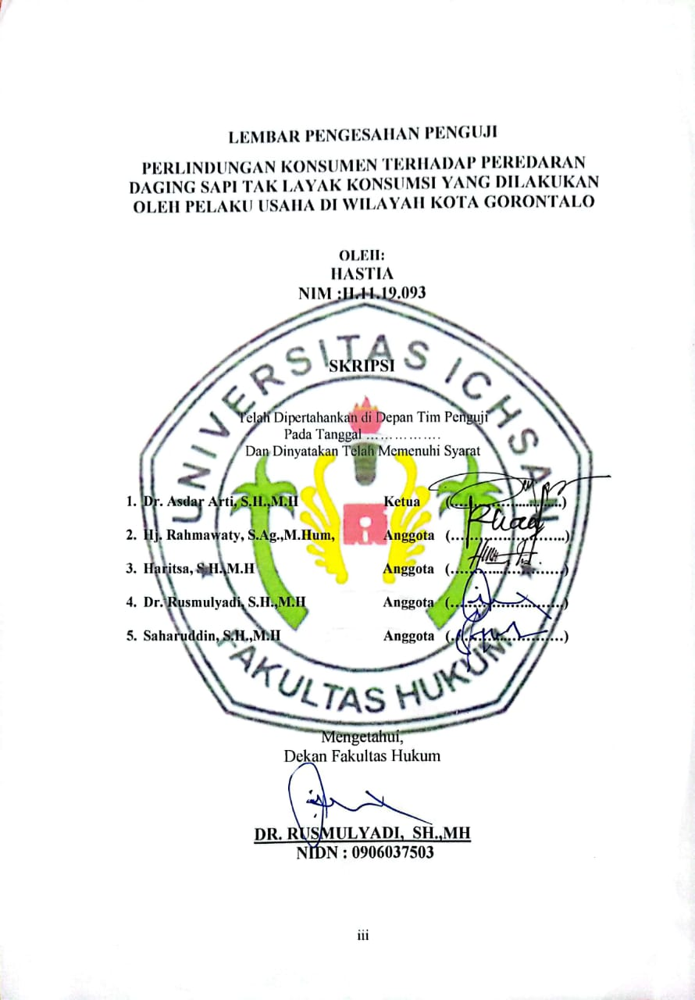 LEMBAR PENGESAHAN PENGUJI
PERLINDUNGAN KONSUMEN TERHADAP PEREDARAN
DAGING SAPI TAK LAYAK KONSUMSI YANG DILAKUKAN
OLEH PELAKU USAHA DI WILAYAH KOTA GORONTALO
OLEH:
HASTIA
NIM :H.11.19.093
UNIVERSITAS ICHSAN
SKRIPSI
Telah Dipertahankan di Depan Tim Penguji
Pada Tanggal ................
Dan Dinyatakan Telah Memenuhi Syarat
1. Dr. Asdar Arti, S.H.,M.H Ketua (..............................)
2. Hj. Rahmawaty, S.Ag.,M.Hum, Anggota (..............................)
3. Haritsa, S.H.,M.H Anggota (..............................)
4. Dr. Rusmulyadi, S.H.,M.H Anggota (..............................)
5. Saharuddin, S.H.,M.H Anggota (..............................)
FAKULTAS HUKUM
Mengetahui,
Dekan Fakultas Hukum
DR. RUSMULYADI, SH.,MH
NIDN : 0906037503
iii